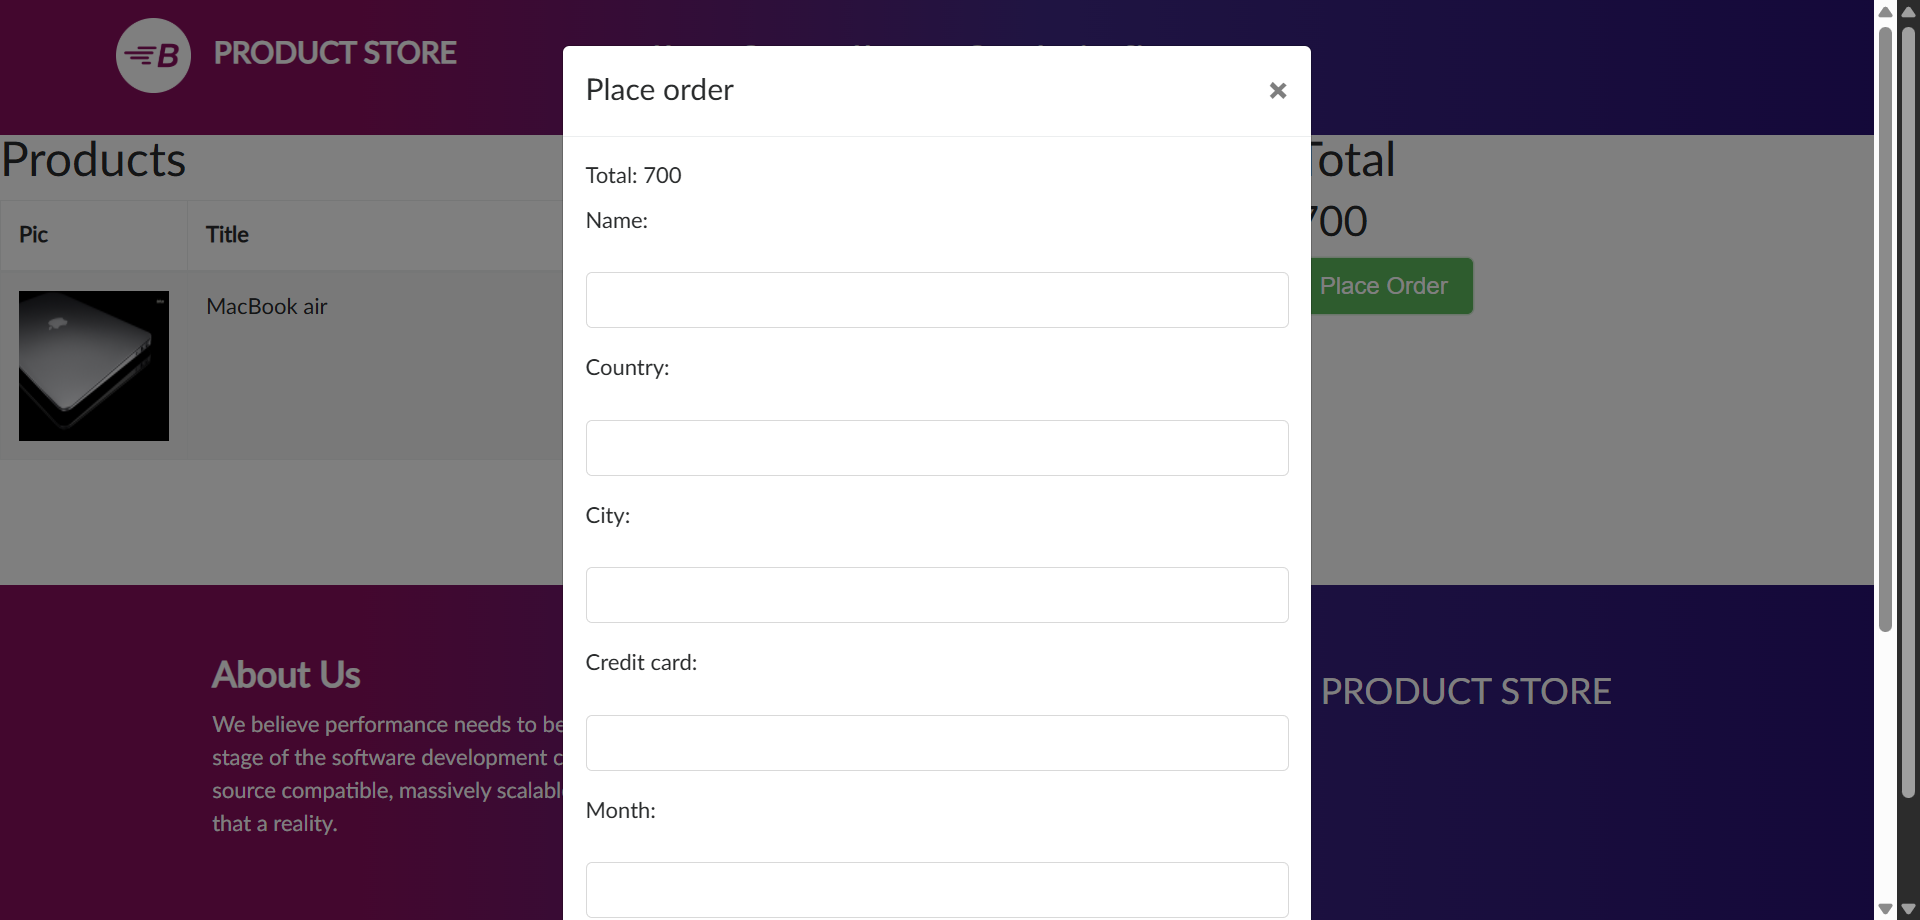 B
PRODUCT STORE
Place order
×
Total: 700
Name:
Country:
City:
Credit card:
Month:
Products
Pic
Title
MacBook air
Total
700
Place Order
About Us
We believe performance needs to be
stage of the software development
source compatible, massively
that a reality.
PRODUCT STORE